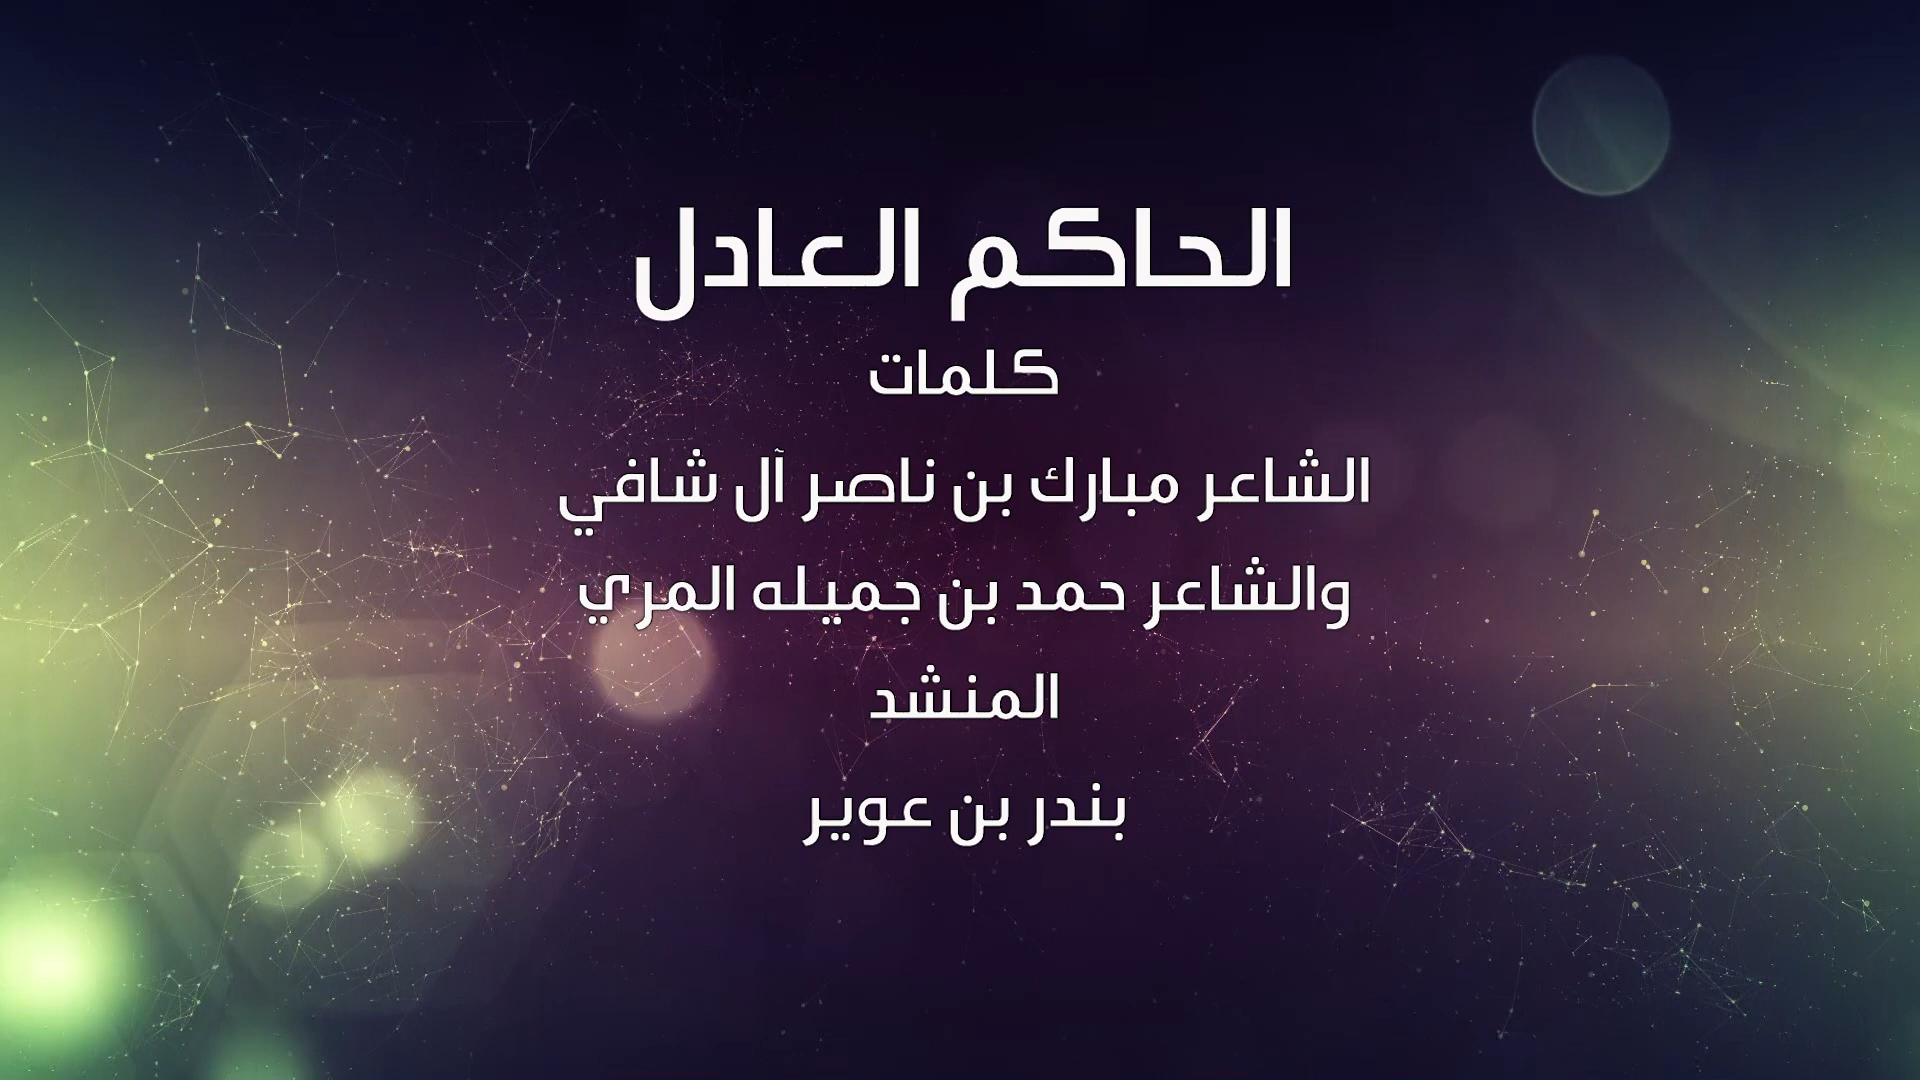 الحاكم العادل
كلمات
الشاعر مبارك بن ناصر آل شافي
والشاعر حمد بن جميله المري
المنشد
بندر بن عوير